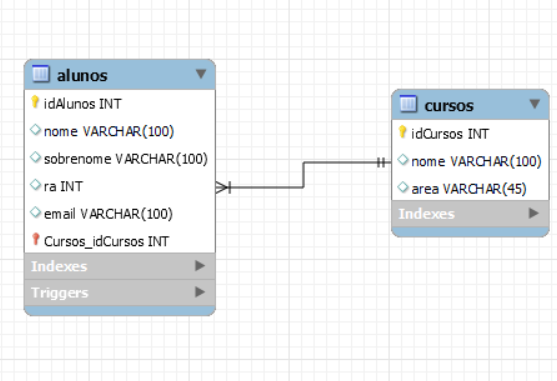 alunos
idAlunos INT
nome VARCHAR(100)
sobrenome VARCHAR(100)
ra INT
email VARCHAR(100)
Cursos_idCursos INT
Indexes
Triggers
cursos
idCursos INT
nome VARCHAR(100)
area VARCHAR(45)
Indexes